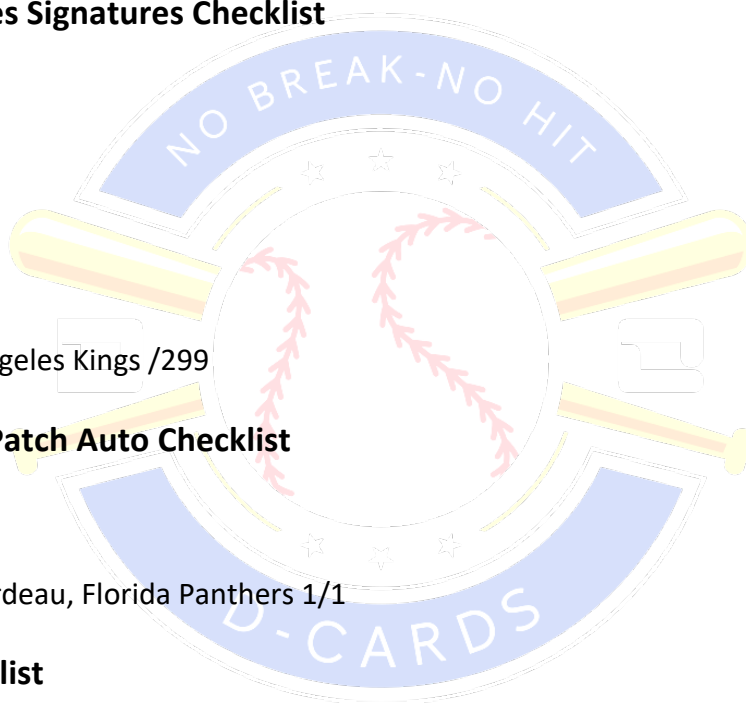 es Signatures Checklist
NO BREAK-NO HIT
geles Kings /299
Patch Auto Checklist
rdeau, Florida Panthers 1/1
D-CARDS
list